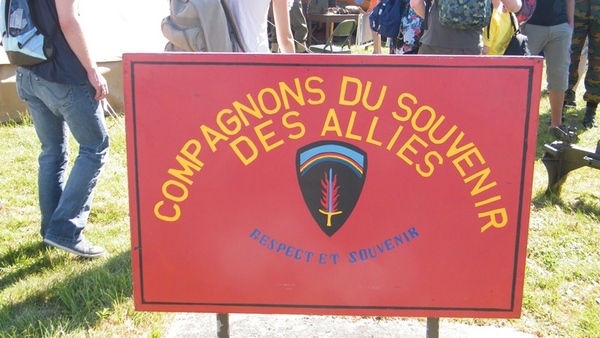 COMPAGNONS DU SOUVENIR
DES ALLIES
RESPECT ET SOUVENIR